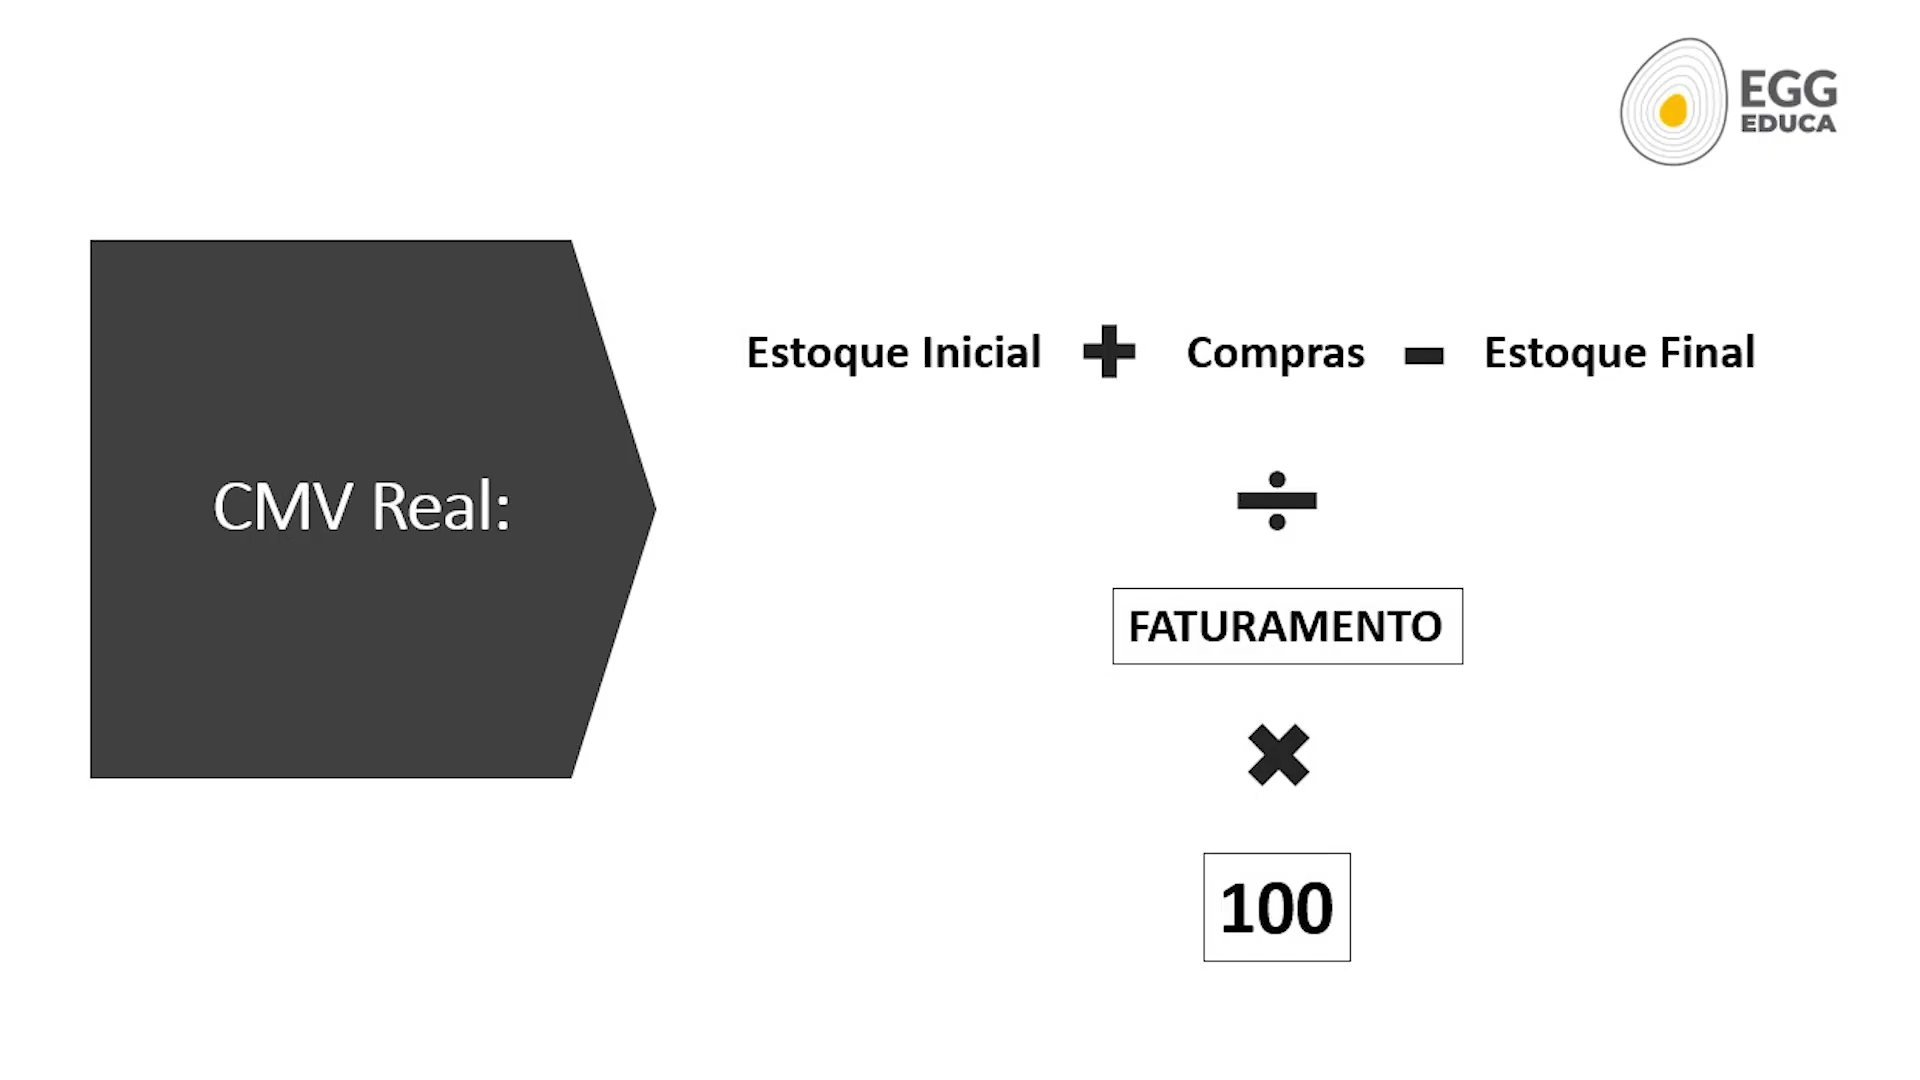 EGG
EDUCA
CMV Real:
Estoque Inicial + Compras - Estoque Final
÷
FATURAMENTO
×
100